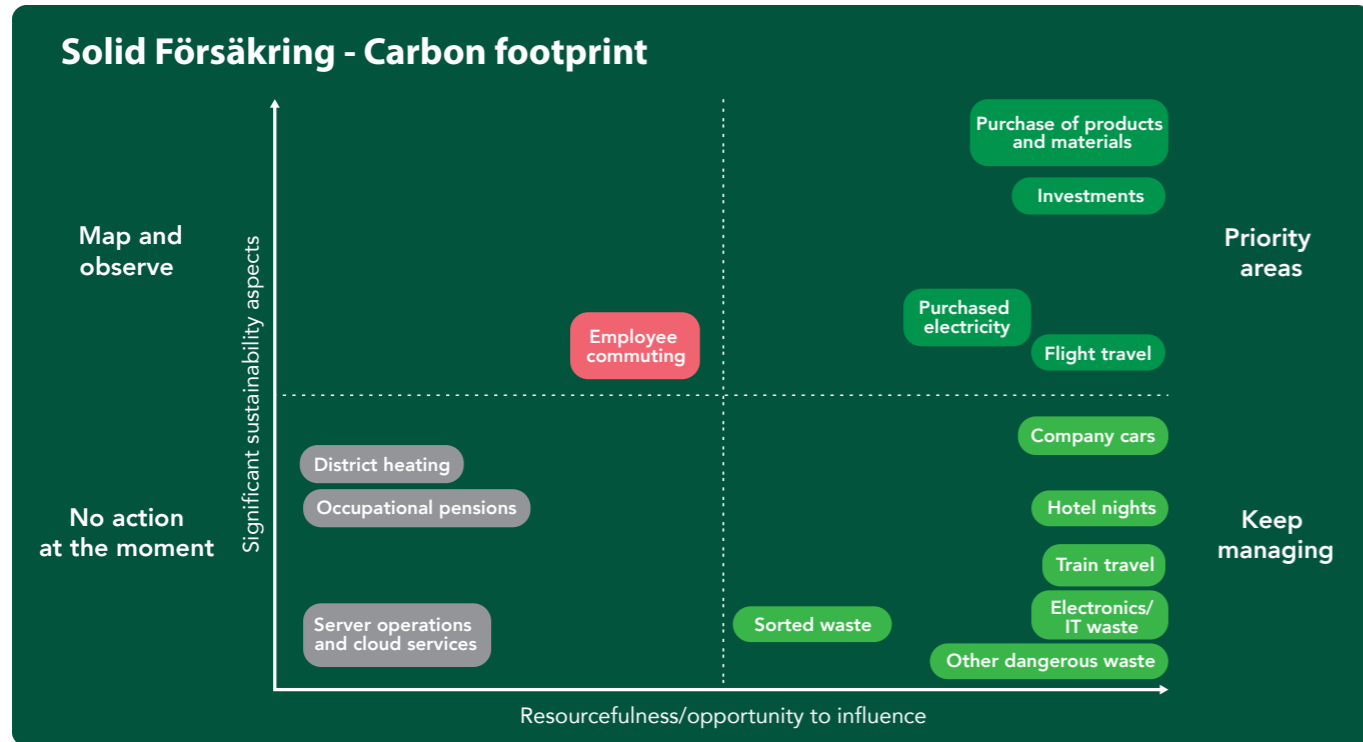 Solid Försäkring - Carbon footprint
Map and
observe
Significant sustainability aspects
Purchase of products
and materials
Investments
Priority
areas
Purchased
electricity
Employee
commuting
Flight travel
Company cars
District heating
Occupational pensions
Hotel nights
No action
at the moment
Keep
managing
Train travel
Server operations
and cloud services
Sorted waste
Electronics/
IT waste
Other dangerous waste
Resourcefulness/opportunity to influence